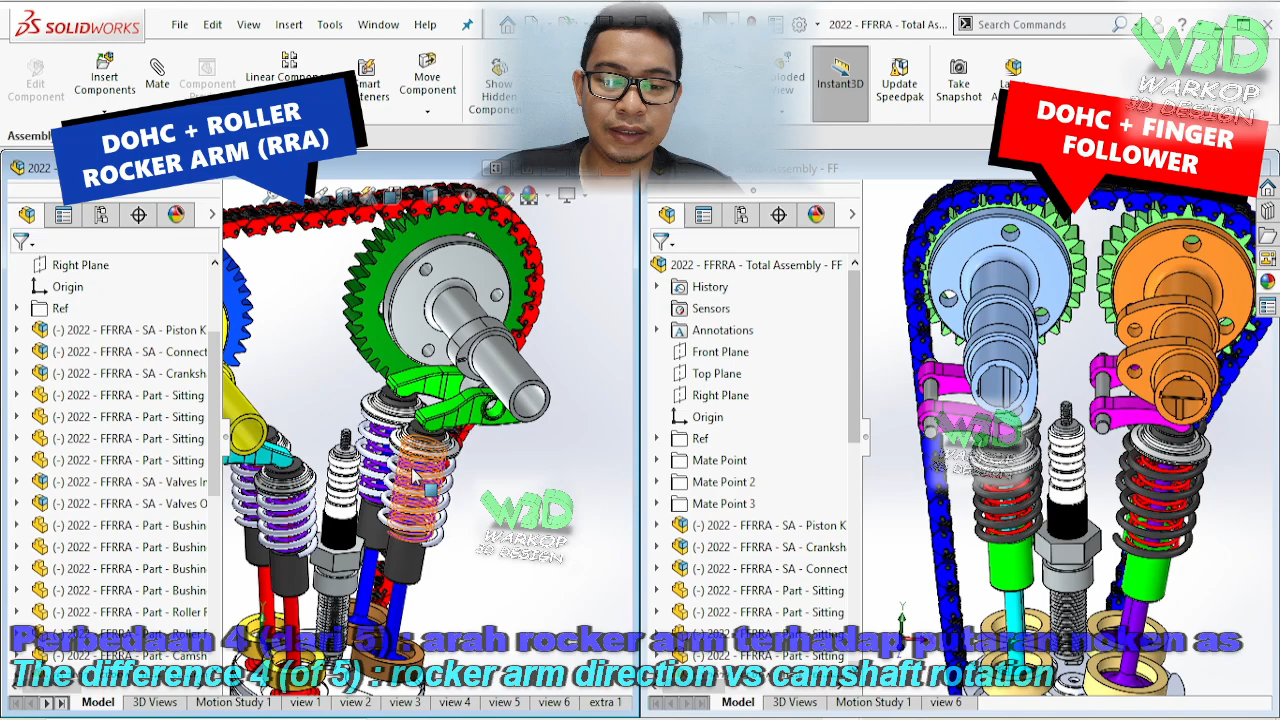 SOLIDWORKS
File Edit View Insert Tools Window Help
2022 - FFRRA - Total As...
Search Commands
Edit Component
Insert Components
Mate
Linear
Move Component
Show Hidden
Instant3D
Update Speedpak
Take Snapshot
W3D
WARKOP
3D DESIGN
DOHC + ROLLER
ROCKER ARM (RRA)
DOHC + FINGER
FOLLOWER
Right Plane
Origin
Ref
(-) 2022 - FFRRA - SA - Piston K
(-) 2022 - FFRRA - SA - Connect
(-) 2022 - FFRRA - SA - Cranksh
(-) 2022 - FFRRA - Part - Sitting
(-) 2022 - FFRRA - Part - Sitting
(-) 2022 - FFRRA - Part - Sitting
(-) 2022 - FFRRA - SA - Valves In
(-) 2022 - FFRRA - SA - Valves O
(-) 2022 - FFRRA - Part - Bushin
(-) 2022 - FFRRA - Part - Bushin
(-) 2022 - FFRRA - Part - Bushin
(-) 2022 - FFRRA - Part - Bushin
(-) 2022 - FFRRA - Part - Roller F
(-) 2022 - FFRRA - Part - Camsh
W3D
WARKOP
3D DESIGN
2022 - FFRRA - Total Assembly - FF
History
Sensors
Annotations
Front Plane
Top Plane
Right Plane
Origin
Ref
Mate Point
Mate Point 2
Mate Point 3
(-) 2022 - FFRRA - SA - Piston K
(-) 2022 - FFRRA - SA - Cranksh
(-) 2022 - FFRRA - SA - Connect
(-) 2022 - FFRRA - Part - Sitting
(-) 2022 - FFRRA - Part - Sitting
(-) 2022 - FFRRA - Part - Sitting
Perbedaan 4 (dari 5) : arah rocker arm terhadap putaran noken as
The difference 4 (of 5) : rocker arm direction vs camshaft rotation
Model 3D Views Motion Study 1 view 1 view 2 view 3 view 4 view 5 view 6 extra 1
Model 3D Views Motion Study 1 view 6